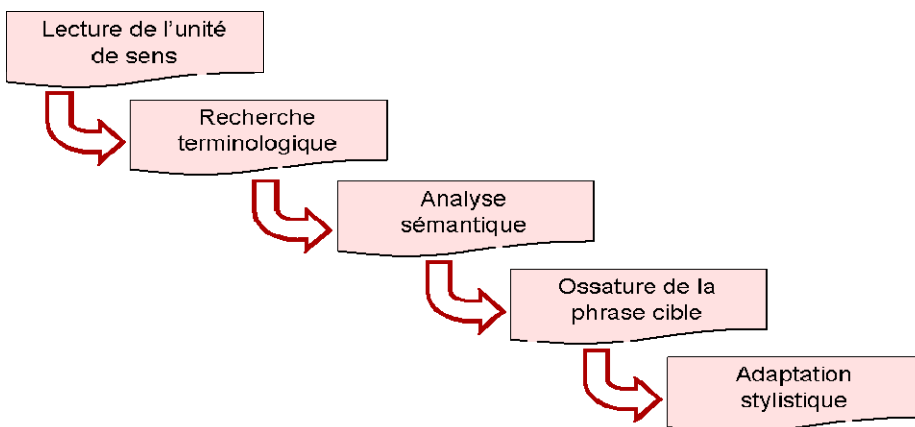 Lecture de l’unité
de sens
Recherche
terminologique
Analyse
sémantique
Ossature de la
phrase cible
Adaptation
stylistique